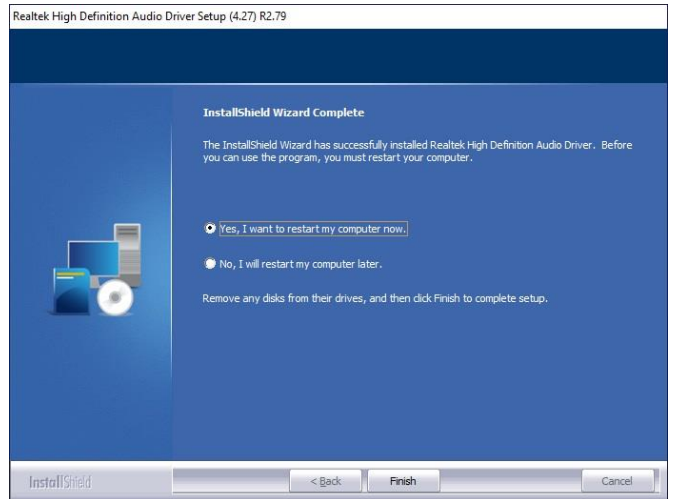 Realtek High Definition Audio Driver Setup (4.27) R2.79
InstallShield Wizard Complete
The InstallShield Wizard has successfully installed Realtek High Definition Audio Driver. Before
you can use the program, you must restart your computer.
Yes, I want to restart my computer now.
No, I will restart my computer later.
Remove any disks from their drives, and then click Finish to complete setup.
InstallShield
< Back
Finish
Cancel